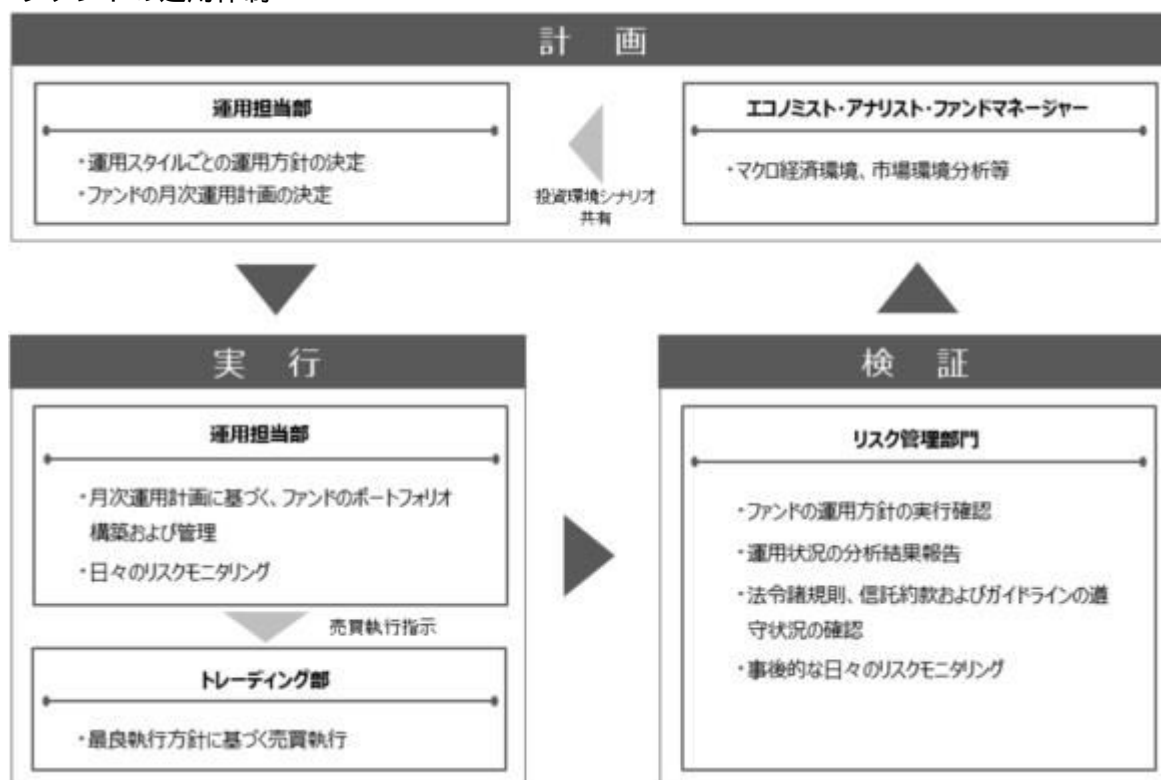 計 画
運用担当部
・運用スタイルごとの運用方針の決定
・ファンドの月次運用計画の決定
投資環境シナリオ
共有
エコノミスト・アナリスト・ファンドマネージャー
・マクロ経済環境、市場環境分析等
実 行
運用担当部
・月次運用計画に基づく、ファンドのポートフォリオ
構築および管理
・日々のリスクモニタリング
売買執行指示
トレーディング部
・最良執行方針に基づく売買執行
検 証
リスク管理部門
・ファンドの運用方針の実行確認
・運用状況の分析結果報告
・法令諸規則、信託約款およびガイドラインの遵
守状況の確認
・事後的な日々のリスクモニタリング